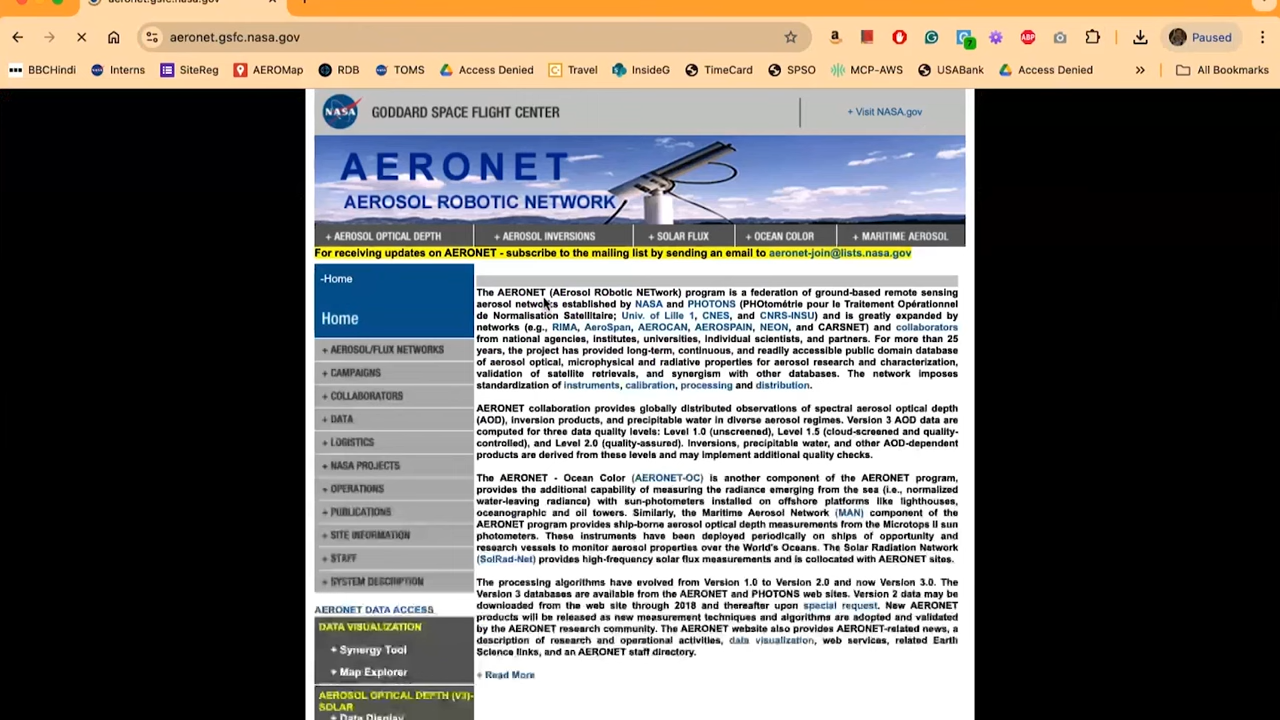 aeronet.gsfc.nasa.gov
aeronet.gsfc.nasa.gov
a
7
ABP
Paused
BBCHindi Interns SiteReg AEROMap RDB TOMS Access Denied Travel InsideG TimeCard SPSO MCP-AWS USABank Access Denied » All Bookmarks
NASA GODDARD SPACE FLIGHT CENTER + Visit NASA.gov
AERONET
AEROSOL ROBOTIC NETWORK
+ AEROSOL OPTICAL DEPTH + AEROSOL INVERSIONS + SOLAR FLUX + OCEAN COLOR + MARITIME AEROSOL
For receiving updates on AERONET - subscribe to the mailing list by sending an email to aeronet-join@lists.nasa.gov
-Home
Home
+ AEROSOL/FLUX NETWORKS
+ CAMPAIGNS
+ COLLABORATORS
+ DATA
+ LOGISTICS
+ NASA PROJECTS
+ OPERATIONS
+ PUBLICATIONS
+ SITE INFORMATION
+ STAFF
+ SYSTEM DESCRIPTION
AERONET DATA ACCESS
DATA VISUALIZATION
+ Synergy Tool
+ Map Explorer
AEROSOL OPTICAL DEPTH (V3)-
SOLAR
+ Data Display
The AERONET (AErosol RObotic NETwork) program is a federation of ground-based remote sensing
aerosol networks established by NASA and PHOTONS (PHOtométrie pour le Traitement Opérationnel
de Normalisation Satellitaire; Univ. of Lille 1, CNES, and CNRS-INSU) and is greatly expanded by
networks (e.g., RIMA, AeroSpan, AEROCAN, AEROSPAIN, NEON, and CARSNET) and collaborators
from national agencies, institutes, universities, individual scientists, and partners. For more than 25
years, the project has provided long-term, continuous, and readily accessible public domain database
of aerosol optical, microphysical and radiative properties for aerosol research and characterization,
validation of satellite retrievals, and synergism with other databases. The network imposes
standardization of instruments, calibration, processing and distribution.
AERONET collaboration provides globally distributed observations of spectral aerosol optical depth
(AOD), inversion products, and precipitable water in diverse aerosol regimes. Version 3 AOD data are
computed for three data quality levels: Level 1.0 (unscreened), Level 1.5 (cloud-screened and quality-
controlled), and Level 2.0 (quality-assured). Inversions, precipitable water, and other AOD-dependent
products are derived from these levels and may implement additional quality checks.
The AERONET - Ocean Color (AERONET-OC) is another component of the AERONET program,
provides the additional capability of measuring the radiance emerging from the sea (i.e., normalized
water-leaving radiance) with sun-photometers installed on offshore platforms like lighthouses,
oceanographic and oil towers. Similarly, the Maritime Aerosol Network (MAN) component of the
AERONET program provides ship-borne aerosol optical depth measurements from the Microtops II sun
photometers. These instruments have been deployed periodically on ships of opportunity and
research vessels to monitor aerosol properties over the World's Oceans. The Solar Radiation Network
(SolRad-Net) provides high-frequency solar flux measurements and is collocated with AERONET sites.
The processing algorithms have evolved from Version 1.0 to Version 2.0 and now Version 3.0. The
Version 3 databases are available from the AERONET and PHOTONS web sites. Version 2 data may be
downloaded from the web site through 2018 and thereafter upon special request. New AERONET
products will be released as new measurement techniques and algorithms are adopted and validated
by the AERONET research community. The AERONET website also provides AERONET-related news, a
description of research and operational activities, data visualization, web services, related Earth
Science links, and an AERONET staff directory.
+ Read More